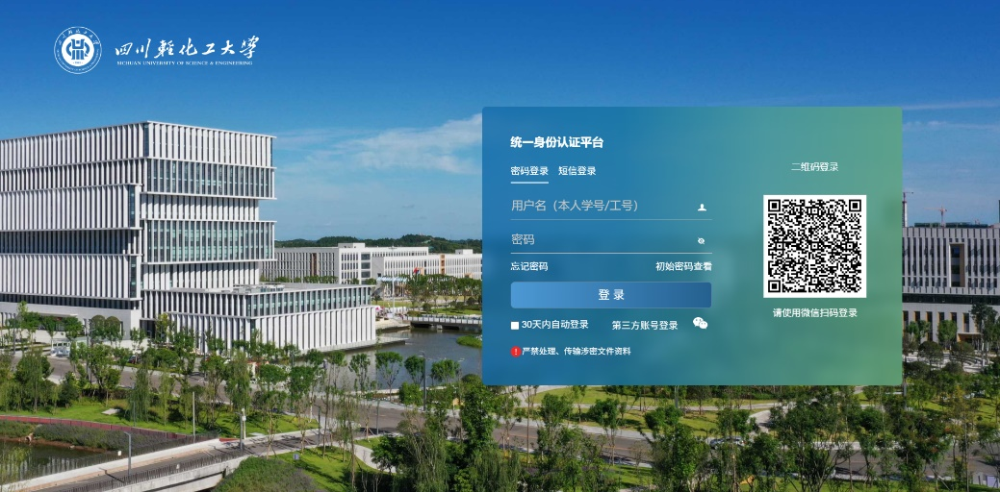 四川轻化工大学
SICHUAN UNIVERSITY OF SCIENCE & ENGINEERING
统一身份认证平台
密码登录 短信登录
用户名（本人学号/工号）
密码
忘记密码 初始密码查看
登 录
30天内自动登录 第三方账号登录
严禁处理、传输涉密文件资料
二维码登录
请使用微信扫码登录